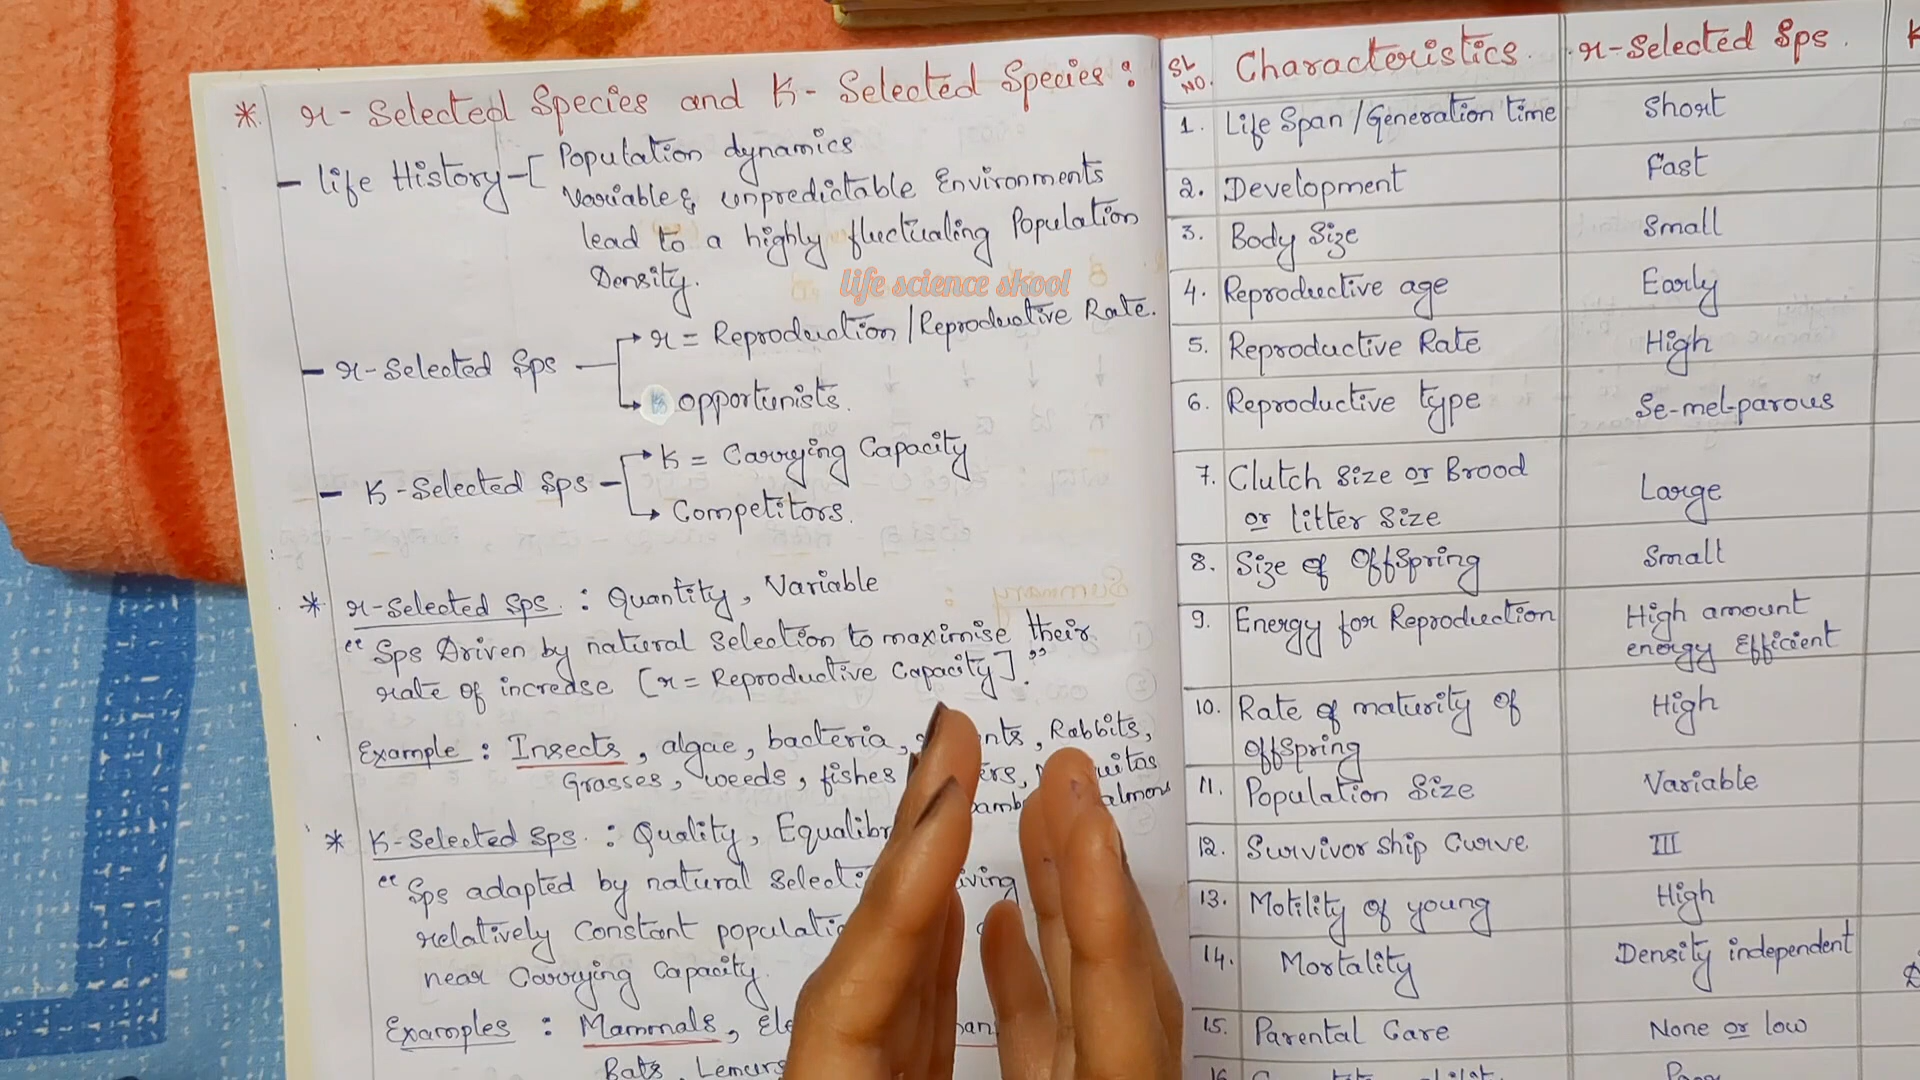 * r-Selected Species and K-Selected Species:
- life History-[ Population dynamics
Variable & unpredictable Environments
lead to a highly fluctualing Population
Density.
life science skool
- r-Selected Sps → r = Reproduction/Reproductive Rate.
→ opportunists.
- K-Selected Sps → K = Carrying Capacity
→ Competitors.
* r-Selected Sps. : Quantity, Variable
"Sps Driven by natural Selection to maximise their
rate of increase [r = Reproductive Capacity]."
Example : Insects, algae, bacteria, Rabbits,
Grasses, weeds, fishes
* K-Selected Sps. : Quality,
"Sps adapted by natural
relatively Constant
near Carrying Capacity.
Examples : Mammals,
Bats, Lemurs
SL NO. Characteristics. r-Selected Sps. K
1. Life Span/Generation time Short
2. Development Fast
3. Body Size Small
4. Reproductive age Early
5. Reproductive Rate High
6. Reproductive type Se-mel-parous
7. Clutch Size or Brood
or litter Size Large
8. Size of Offspring Small
9. Energy for Reproduction High amount
energy Efficient
10. Rate of maturity of High
Offspring
11. Population Size Variable
12. Survivor ship Curve III
13. Motility of young High
14. Mortality Density independent
15. Parental Care None or low
16.